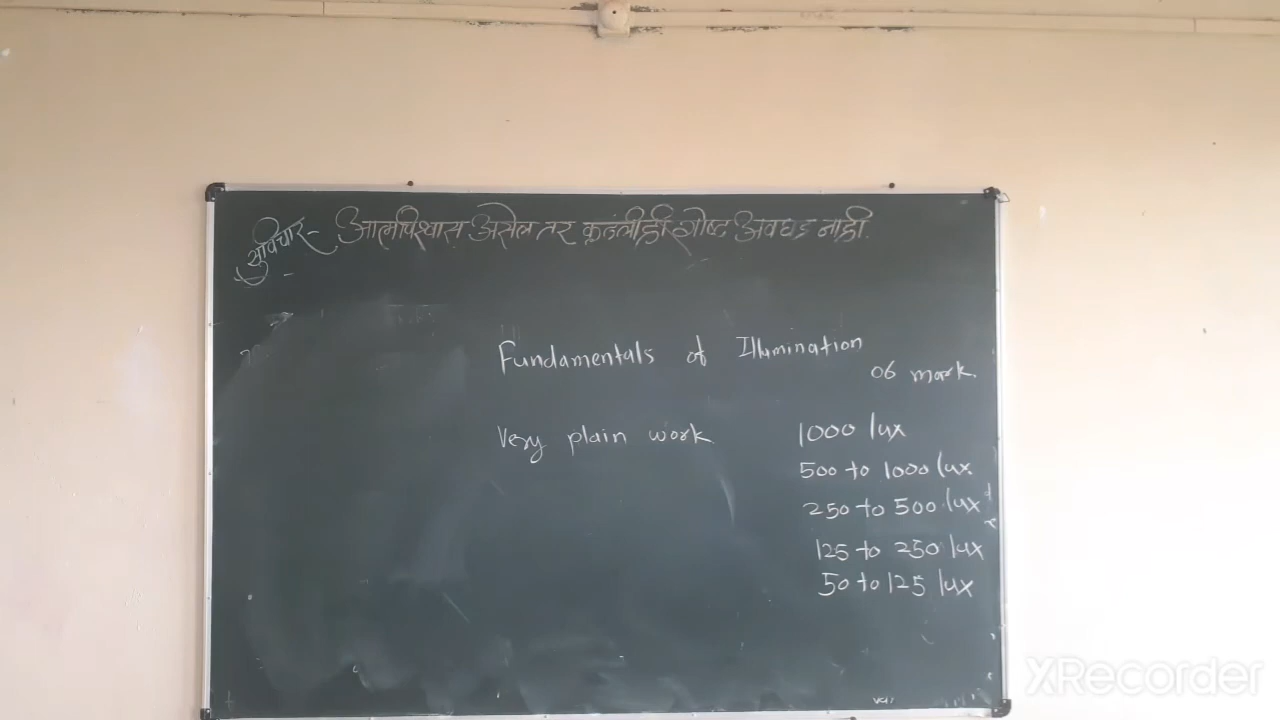 सुविचार - आत्मविश्वास असेल तर कुठलीही गोष्ट अवघड नाही.
Fundamentals of Illumination
06 mark.
Very plain work 1000 lux
500 to 1000 lux.
250 to 500 lux
125 to 250 lux
50 to 125 lux
XRecorder